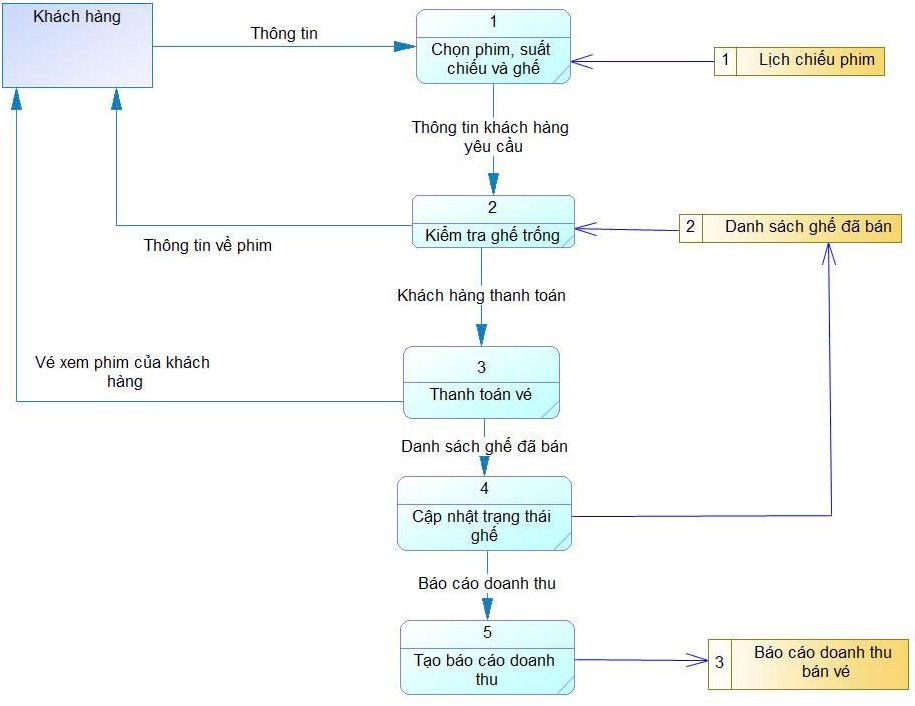 Khách hàng
Thông tin
1
Chọn phim, suất
chiếu và ghế
1
Lịch chiếu phim
Thông tin khách hàng
yêu cầu
2
Kiểm tra ghế trống
2
Danh sách ghế đã bán
Thông tin về phim
Khách hàng thanh toán
3
Thanh toán vé
Vé xem phim của khách
hàng
Danh sách ghế đã bán
4
Cập nhật trạng thái
ghế
Báo cáo doanh thu
5
Tạo báo cáo doanh
thu
3
Báo cáo doanh thu
bán vé